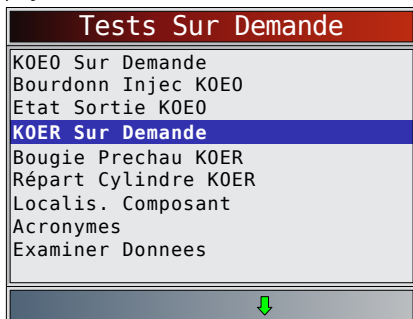 Tests Sur Demande
KOEO Sur Demande
Bourdonn Injec KOEO
Etat Sortie KOEO
KOER Sur Demande
Bougie Prechau KOER
Répart Cylindre KOER
Localis. Composant
Acronymes
Examiner Donnees